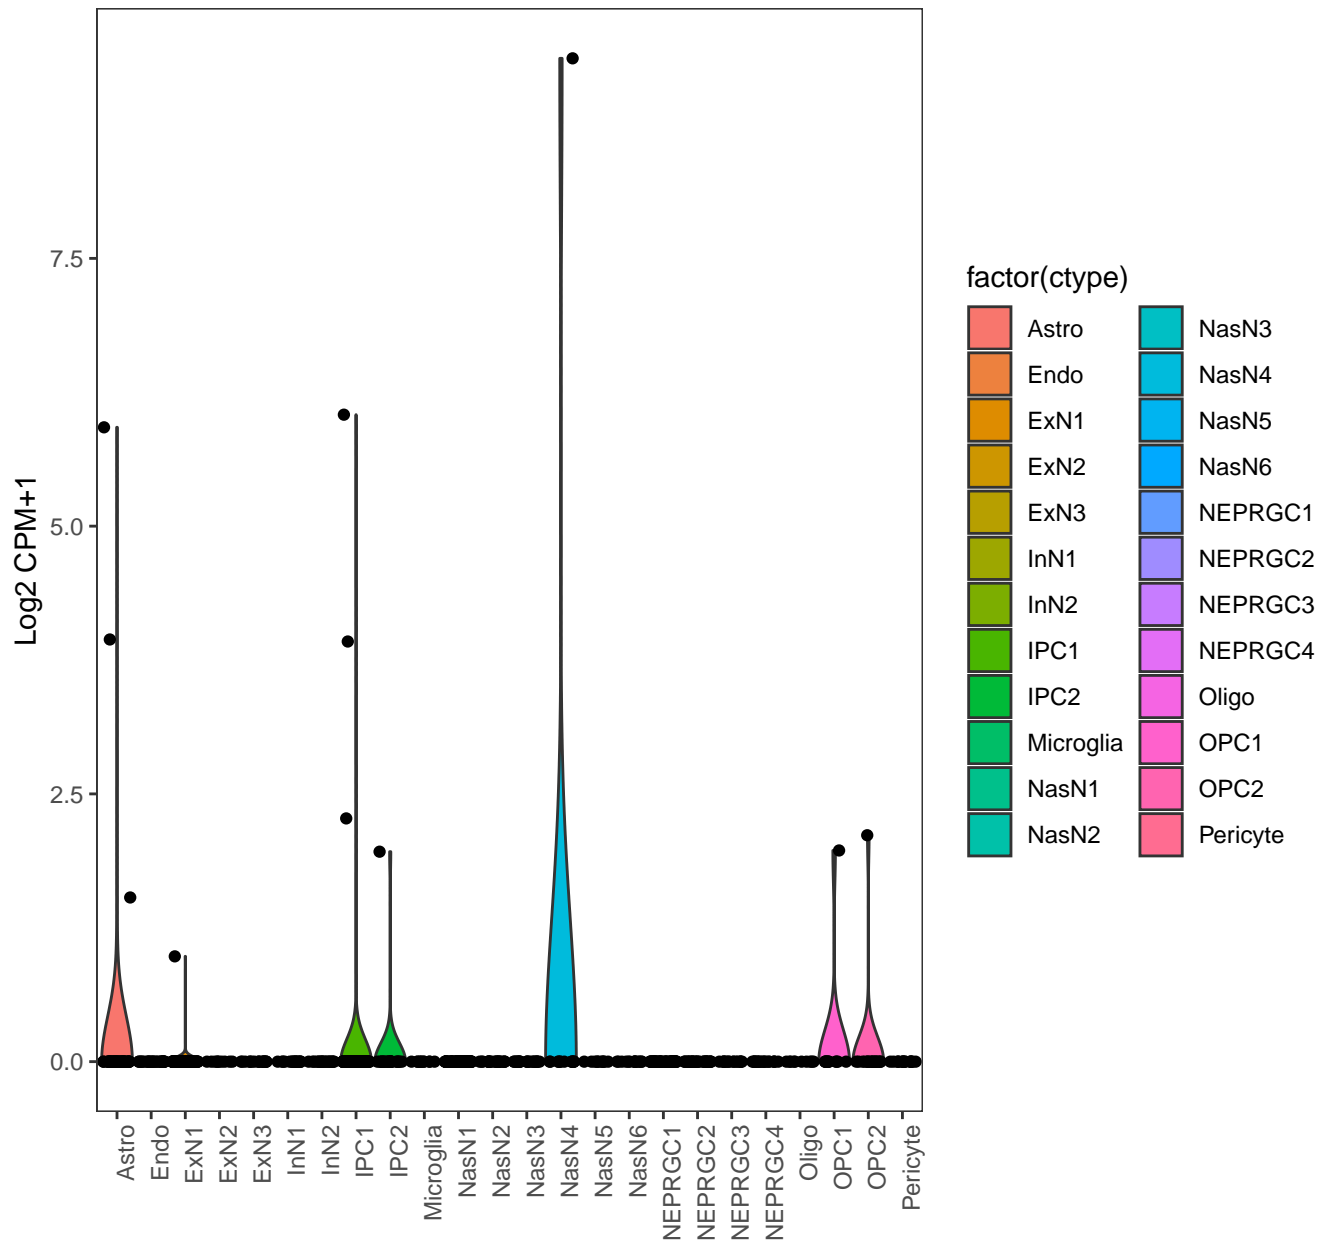 Log2 CPM+1
7.5
5.0
2.5
0.0
Astro
Endo
ExN1
ExN2
ExN3
InN1
InN2
IPC1
IPC2
Microglia
NasN1
NasN2
NasN3
NasN4
NasN5
NasN6
NEPRGC1
NEPRGC2
NEPRGC3
NEPRGC4
Oligo
OPC1
OPC2
Pericyte
factor(ctype)
Astro
Endo
ExN1
ExN2
ExN3
InN1
InN2
IPC1
IPC2
Microglia
NasN1
NasN2
NasN3
NasN4
NasN5
NasN6
NEPRGC1
NEPRGC2
NEPRGC3
NEPRGC4
Oligo
OPC1
OPC2
Pericyte